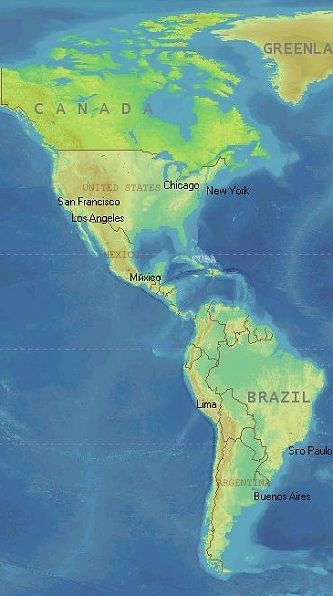 GREENLA
CANADA
UNITED STATES
Chicago
New York
San Francisco
Los Angeles
MEXICO
CUBA
México
BRAZIL
Lima
Sro Paulo
ARGENTINA
Buenos Aires